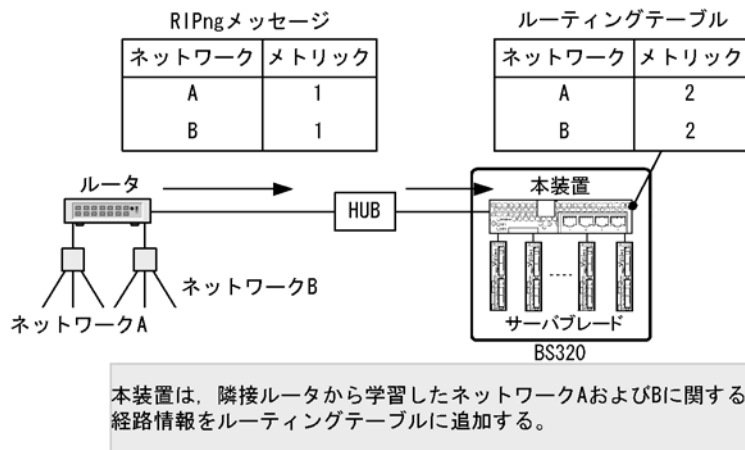 RIPngメッセージ
ネットワーク メトリック
A 1
B 1
ルーティングテーブル
ネットワーク メトリック
A 2
B 2
ルータ
HUB
本装置
ネットワークB
ネットワークA
サーバブレード
BS320
本装置は，隣接ルータから学習したネットワークAおよびBに関する
経路情報をルーティングテーブルに追加する。